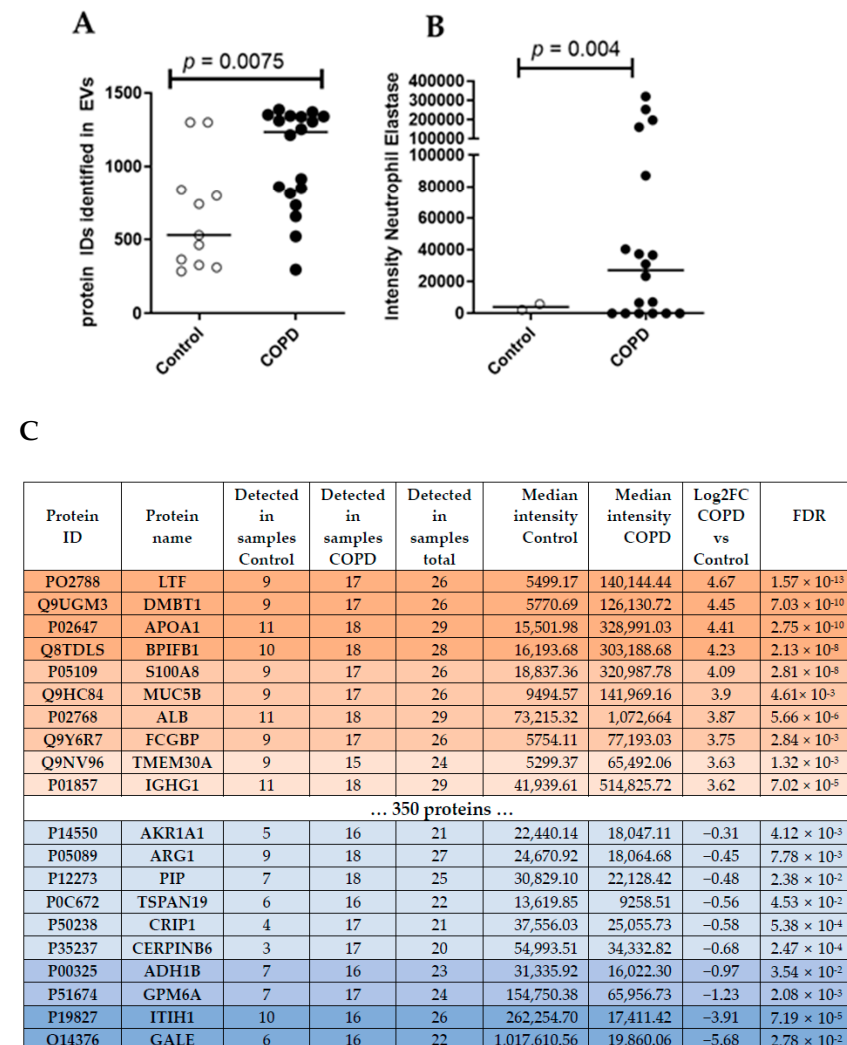 A
B
p = 0.0075
p = 0.004
protein IDs identified in EVs
1500
1000
500
0
Control
COPD
Intensity Neutrophil Elastase
400000
300000
200000
100000
100000
80000
60000
40000
20000
0
Control
COPD
C
Protein ID | Protein name | Detected in samples Control | Detected in samples COPD | Detected in samples total | Median intensity Control | Median intensity COPD | Log2FC COPD vs Control | FDR
PO2788 LTF 9 17 26 5499.17 140,144.44 4.67 1.57 × 10-13
Q9UGM3 DMBT1 9 17 26 5770.69 126,130.72 4.45 7.03 × 10-10
P02647 APOA1 11 18 29 15,501.98 328,991.03 4.41 2.75 × 10-10
Q8TDLS BPIFB1 10 18 28 16,193.68 303,188.68 4.23 2.13 × 10-8
P05109 S100A8 9 17 26 18,837.36 320,987.78 4.09 2.81 × 10-8
Q9HC84 MUC5B 9 17 26 9494.57 141,969.16 3.9 4.61× 10-3
P02768 ALB 11 18 29 73,215.32 1,072,664 3.87 5.66 × 10-6
Q9Y6R7 FCGBP 9 17 26 5754.11 77,193.03 3.75 2.84 × 10-3
Q9NV96 TMEM30A 9 15 24 5299.37 65,492.06 3.63 1.32 × 10-3
P01857 IGHG1 11 18 29 41,939.61 514,825.72 3.62 7.02 × 10-5
… 350 proteins …
P14550 AKR1A1 5 16 21 22,440.14 18,047.11 −0.31 4.12 × 10-3
P05089 ARG1 9 18 27 24,670.92 18,064.68 −0.45 7.78 × 10-3
P12273 PIP 7 18 25 30,829.10 22,128.42 −0.48 2.38 × 10-2
P0C672 TSPAN19 6 16 22 13,619.85 9258.51 −0.56 4.53 × 10-2
P50238 CRIP1 4 17 21 37,556.03 25,055.73 −0.58 5.38 × 10-4
P35237 CERPINB6 3 17 20 54,993.51 34,332.82 −0.68 2.47 × 10-4
P00325 ADH1B 7 16 23 31,335.92 16,022.30 −0.97 3.54 × 10-2
P51674 GPM6A 7 17 24 154,750.38 65,956.73 −1.23 2.08 × 10-3
P19827 ITIH1 10 16 26 262,254.70 17,411.42 −3.91 7.19 × 10-5
O14376 GALE 6 16 22 1,017,610.56 19,860.06 −5.68 2.78 × 10-2